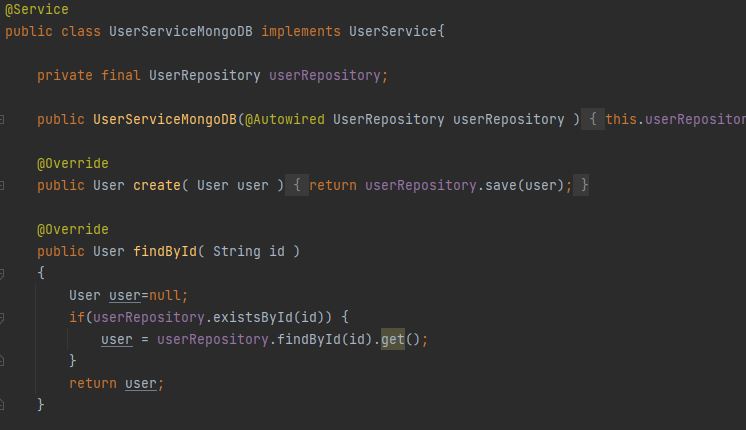 @Service
public class UserServiceMongoDB implements UserService{
private final UserRepository userRepository;
public UserServiceMongoDB(@Autowired UserRepository userRepository ) { this.userRepositor
@Override
public User create( User user ) { return userRepository.save(user); }
@Override
public User findById( String id )
{
User user=null;
if(userRepository.existsById(id)) {
user = userRepository.findById(id).get();
}
return user;
}